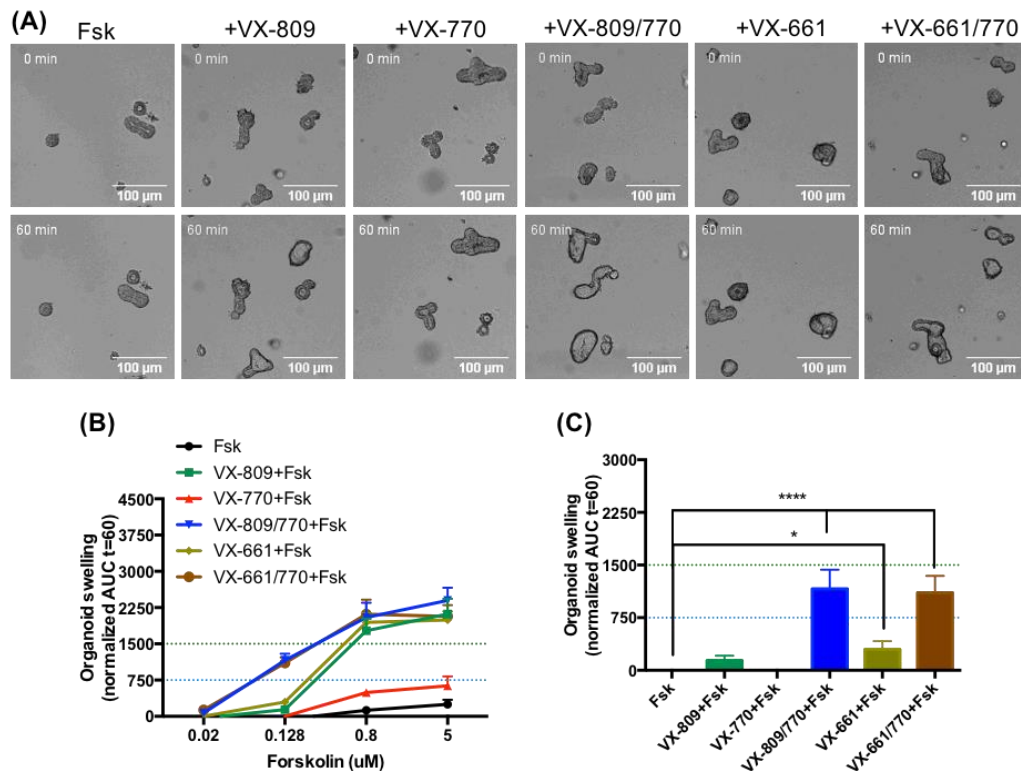 (A)
Fsk +VX-809 +VX-770 +VX-809/770 +VX-661 +VX-661/770
0 min 0 min 0 min 0 min 0 min 0 min
100 µm 100 µm 100 µm 100 µm 100 µm 100 µm
60 min 60 min 60 min 60 min 60 min 60 min
100 µm 100 µm 100 µm 100 µm 100 µm 100 µm
(B)
Fsk
VX-809+Fsk
VX-770+Fsk
VX-809/770+Fsk
VX-661+Fsk
VX-661/770+Fsk
Organoid swelling
(normalized AUC t=60)
4500
3750
3000
2250
1500
750
0
0.02 0.128 0.8 5
Forskolin (uM)
(C)
Organoid swelling
(normalized AUC t=60)
3000
2250
1500
750
0
****
*
Fsk
VX-809+Fsk
VX-770+Fsk
VX-809/770+Fsk
VX-661+Fsk
VX-661/770+Fsk